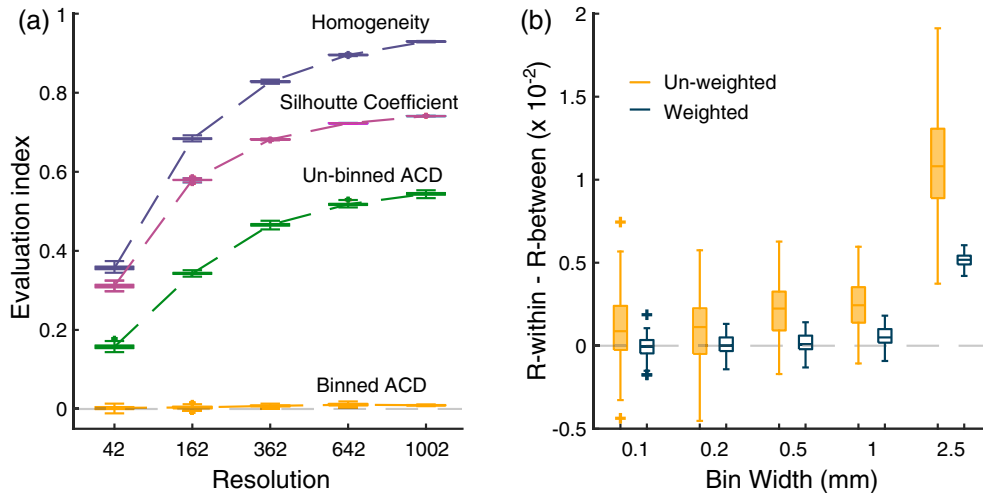 (a)
Evaluation index
1
0.8
0.6
0.4
0.2
0
Homogeneity
Silhoutte Coefficient
Un-binned ACD
Binned ACD
42 162 362 642 1002
Resolution
(b)
R-within - R-between (x 10-2)
2
1.5
1
0.5
0
-0.5
Un-weighted
Weighted
0.1 0.2 0.5 1 2.5
Bin Width (mm)